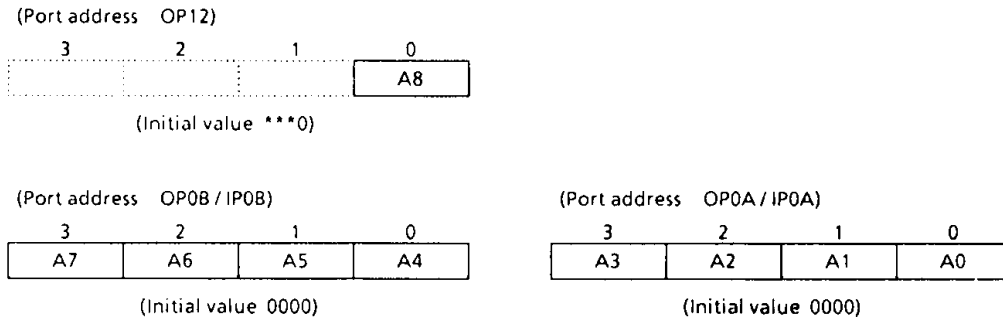 (Port address OP12)
3 2 1 0
A8
(Initial value ***0)
(Port address OP0B / IP0B)
3 2 1 0
A7 A6 A5 A4
(Initial value 0000)
(Port address OP0A / IP0A)
3 2 1 0
A3 A2 A1 A0
(Initial value 0000)